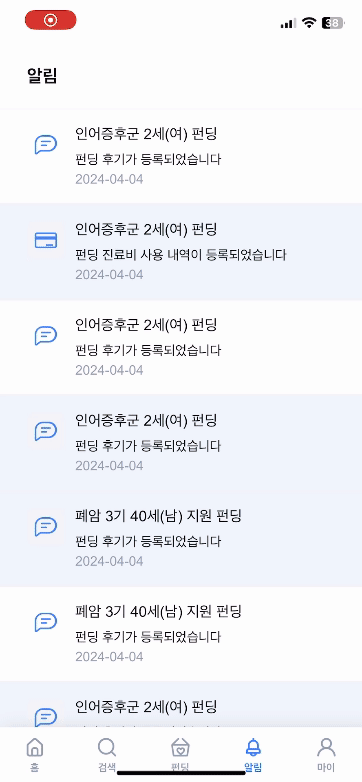 38
알림
인어증후군 2세(여) 펀딩
펀딩 후기가 등록되었습니다
2024-04-04
인어증후군 2세(여) 펀딩
펀딩 진료비 사용 내역이 등록되었습니다
2024-04-04
인어증후군 2세(여) 펀딩
펀딩 후기가 등록되었습니다
2024-04-04
인어증후군 2세(여) 펀딩
펀딩 후기가 등록되었습니다
2024-04-04
폐암 3기 40세(남) 지원 펀딩
펀딩 후기가 등록되었습니다
2024-04-04
폐암 3기 40세(남) 지원 펀딩
펀딩 후기가 등록되었습니다
2024-04-04
인어증후군 2세(여) 펀딩
홈 검색 펀딩 알림 마이